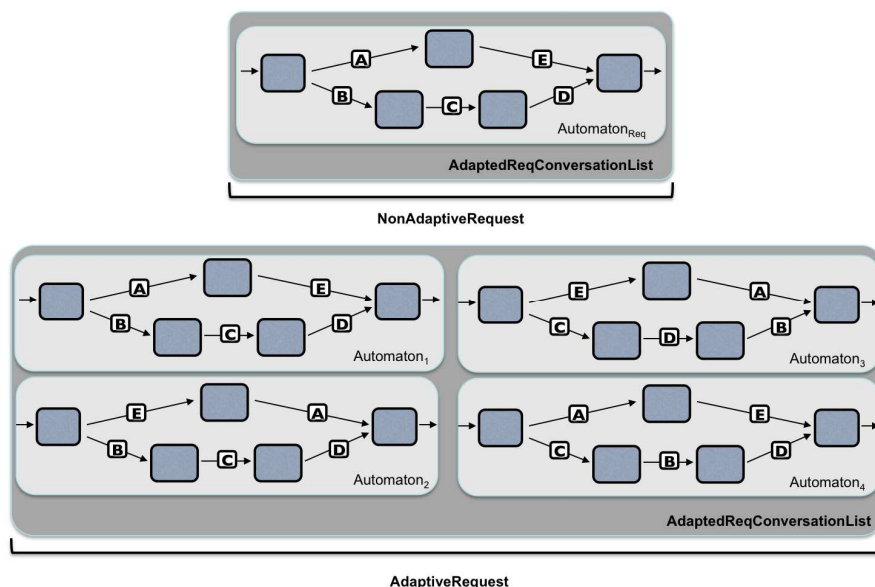 A
E
B
C
D
Automaton_Req
AdaptedReqConversationList
NonAdaptiveRequest
A
E
B
C
D
Automaton_1
E
A
C
D
B
Automaton_3
E
A
B
C
D
Automaton_2
A
E
C
B
D
Automaton_4
AdaptedReqConversationList
AdaptiveRequest